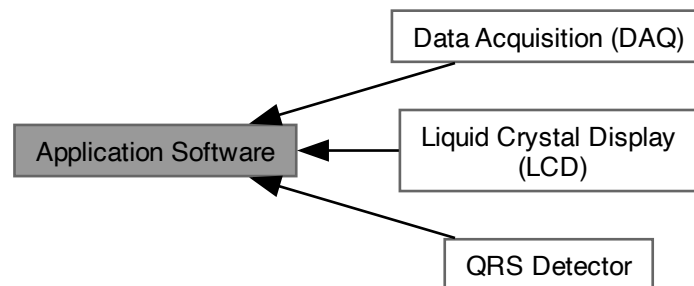 Data Acquisition (DAQ)
Application Software
Liquid Crystal Display
(LCD)
QRS Detector